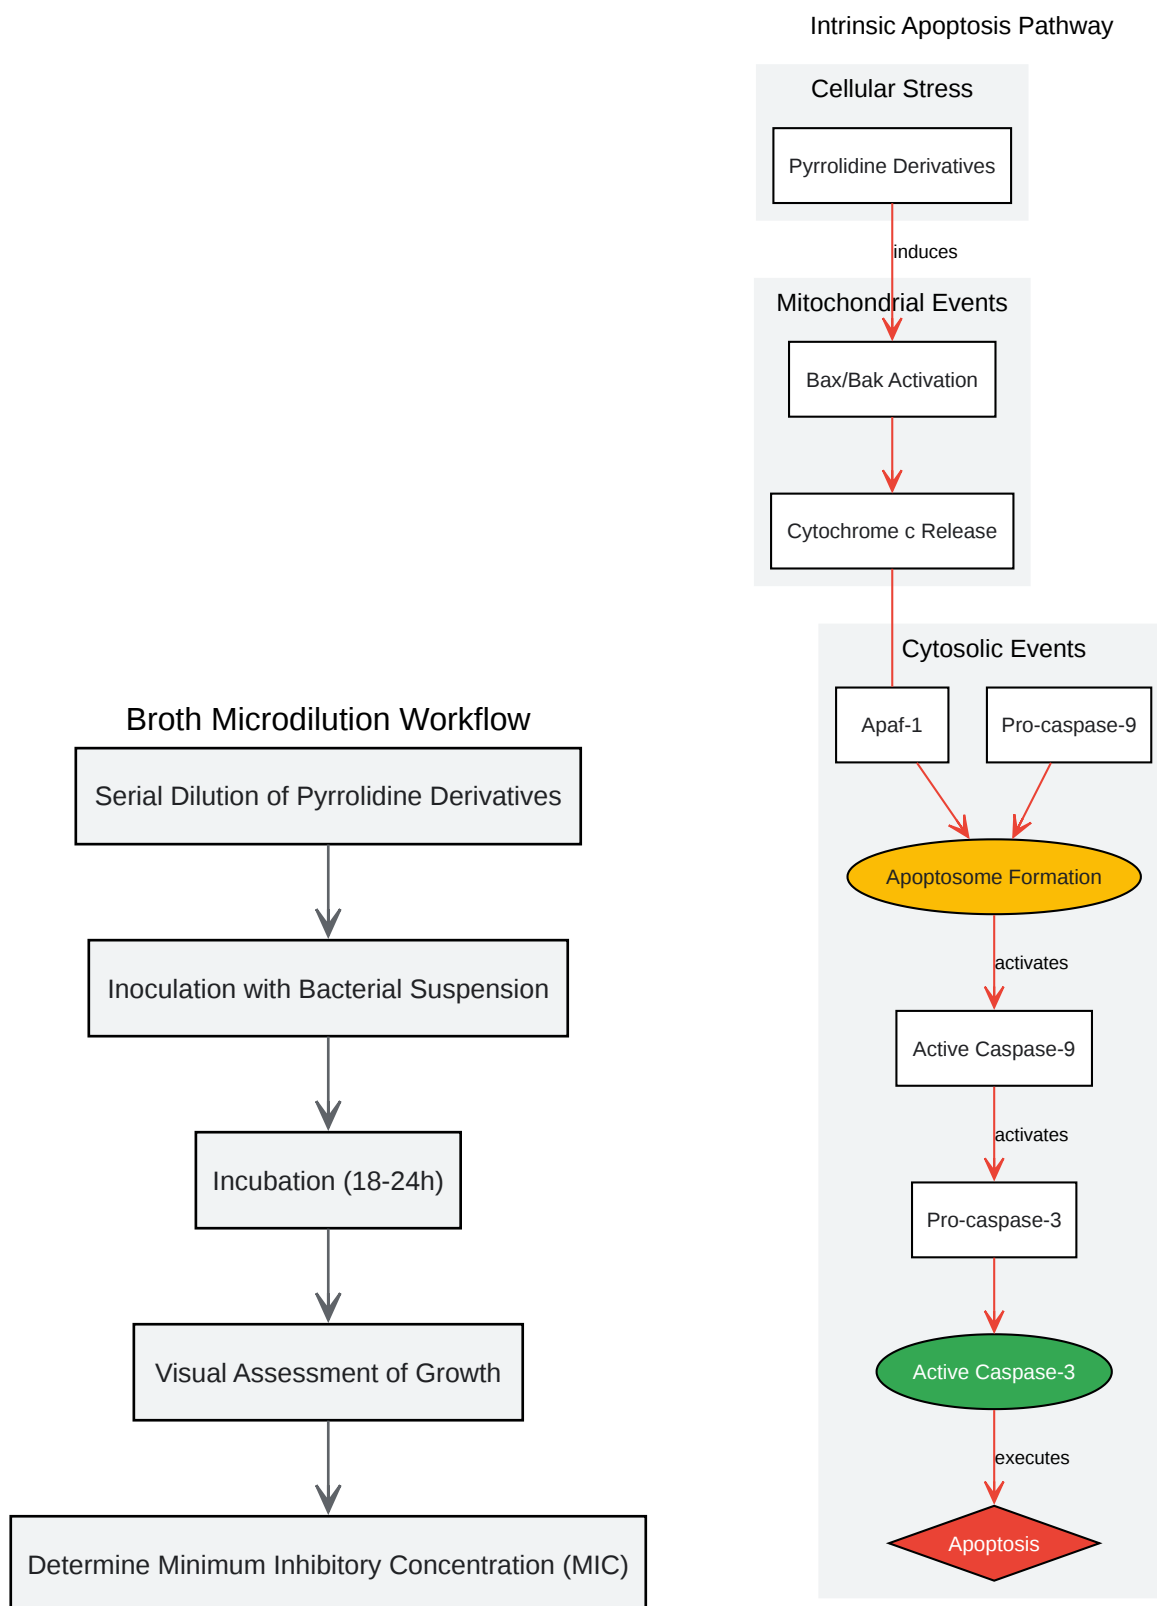 Intrinsic Apoptosis Pathway
Cellular Stress
Pyrrolidine Derivatives
induces
Mitochondrial Events
Bax/Bak Activation
Cytochrome c Release
Cytosolic Events
Apaf-1
Pro-caspase-9
Apoptosome Formation
activates
Active Caspase-9
activates
Pro-caspase-3
Active Caspase-3
executes
Apoptosis
Broth Microdilution Workflow
Serial Dilution of Pyrrolidine Derivatives
Inoculation with Bacterial Suspension
Incubation (18-24h)
Visual Assessment of Growth
Determine Minimum Inhibitory Concentration (MIC)